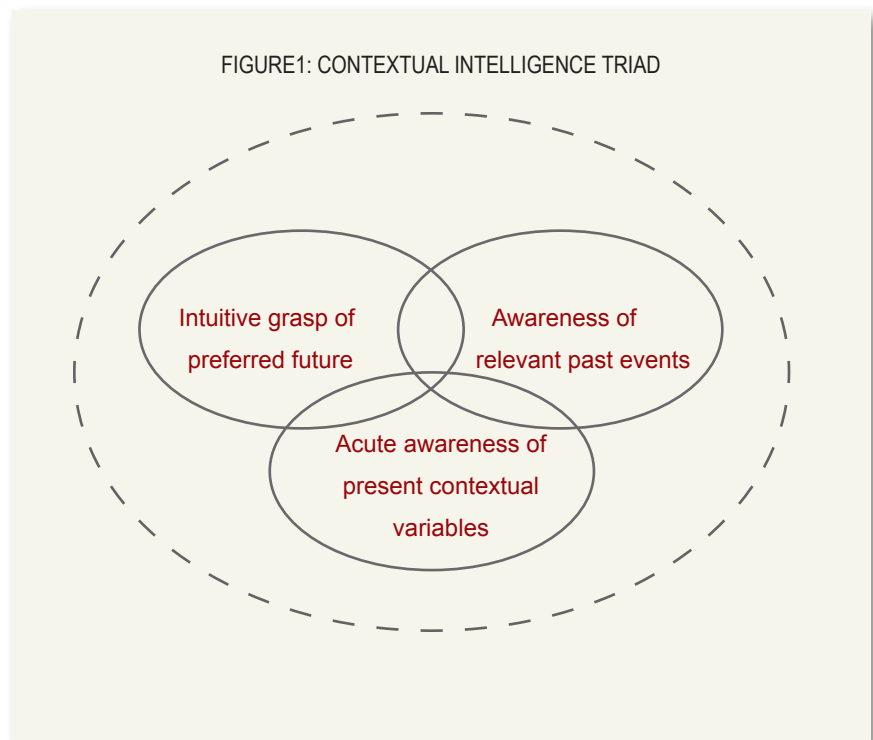 FIGURE1: CONTEXTUAL INTELLIGENCE TRIAD
Intuitive grasp of
preferred future
Awareness of
relevant past events
Acute awareness of
present contextual
variables